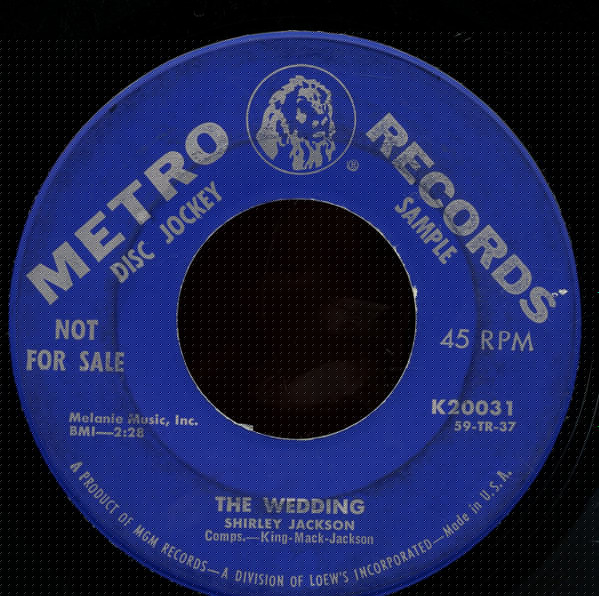 METRO RECORDS
®
DISC JOCKEY SAMPLE
NOT
FOR SALE
45 RPM
Melanie Music, Inc.
BMI—2:28
K20031
59-TR-37
THE WEDDING
SHIRLEY JACKSON
Comps.—King-Mack-Jackson
A PRODUCT OF MGM RECORDS—A DIVISION OF LOEW'S INCORPORATED—Made in U.S.A.